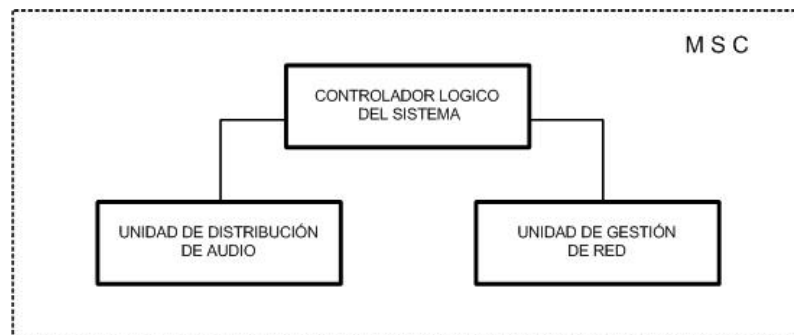 M S C
CONTROLADOR LOGICO
DEL SISTEMA
UNIDAD DE DISTRIBUCIÓN
DE AUDIO
UNIDAD DE GESTIÓN
DE RED